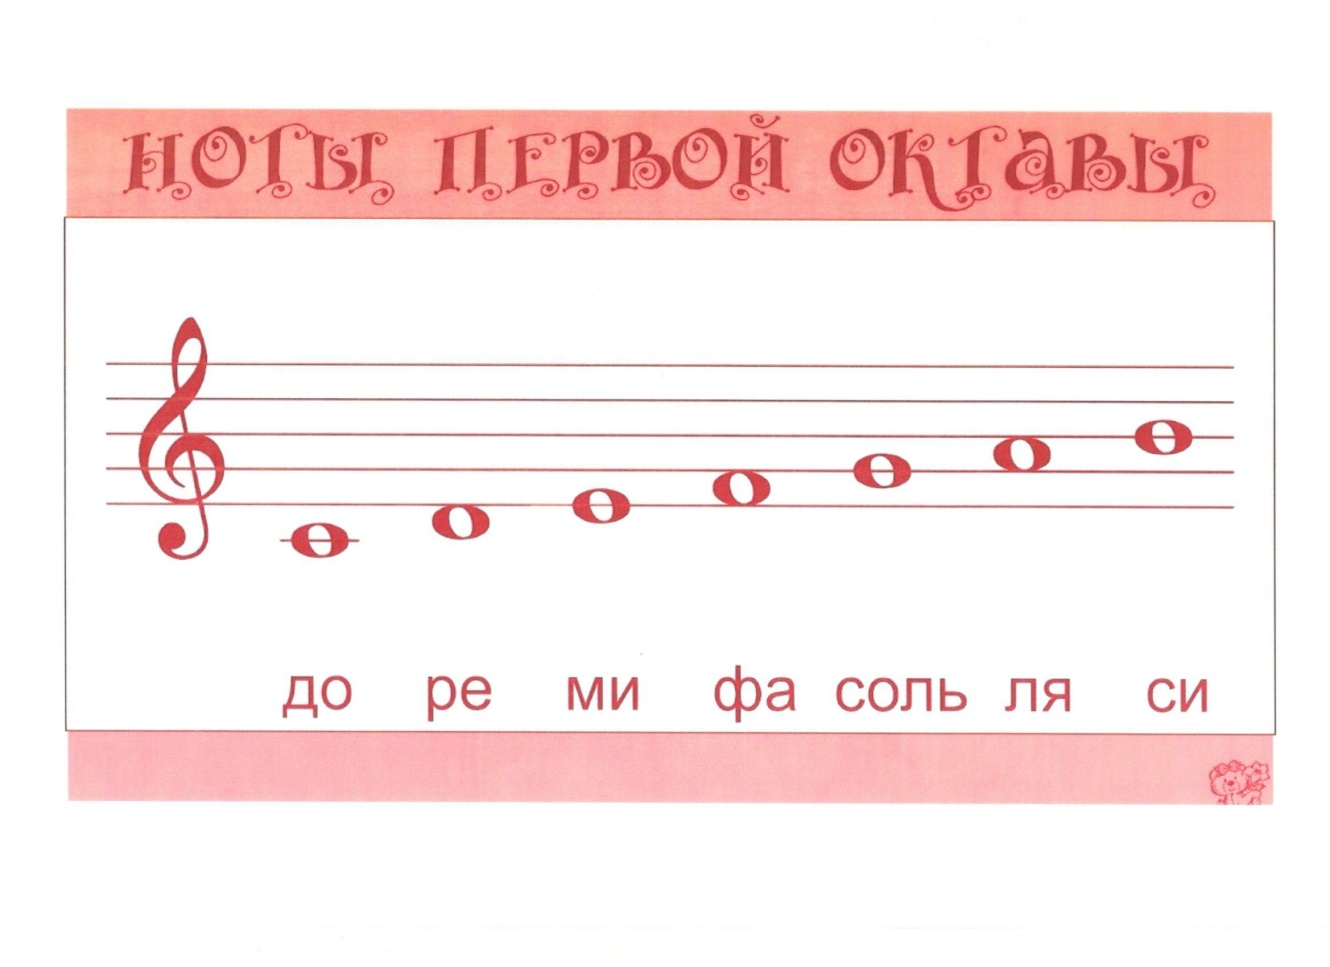 НОТЫ ПЕРВОЙ ОКТАВЫ
до ре ми фа соль ля си